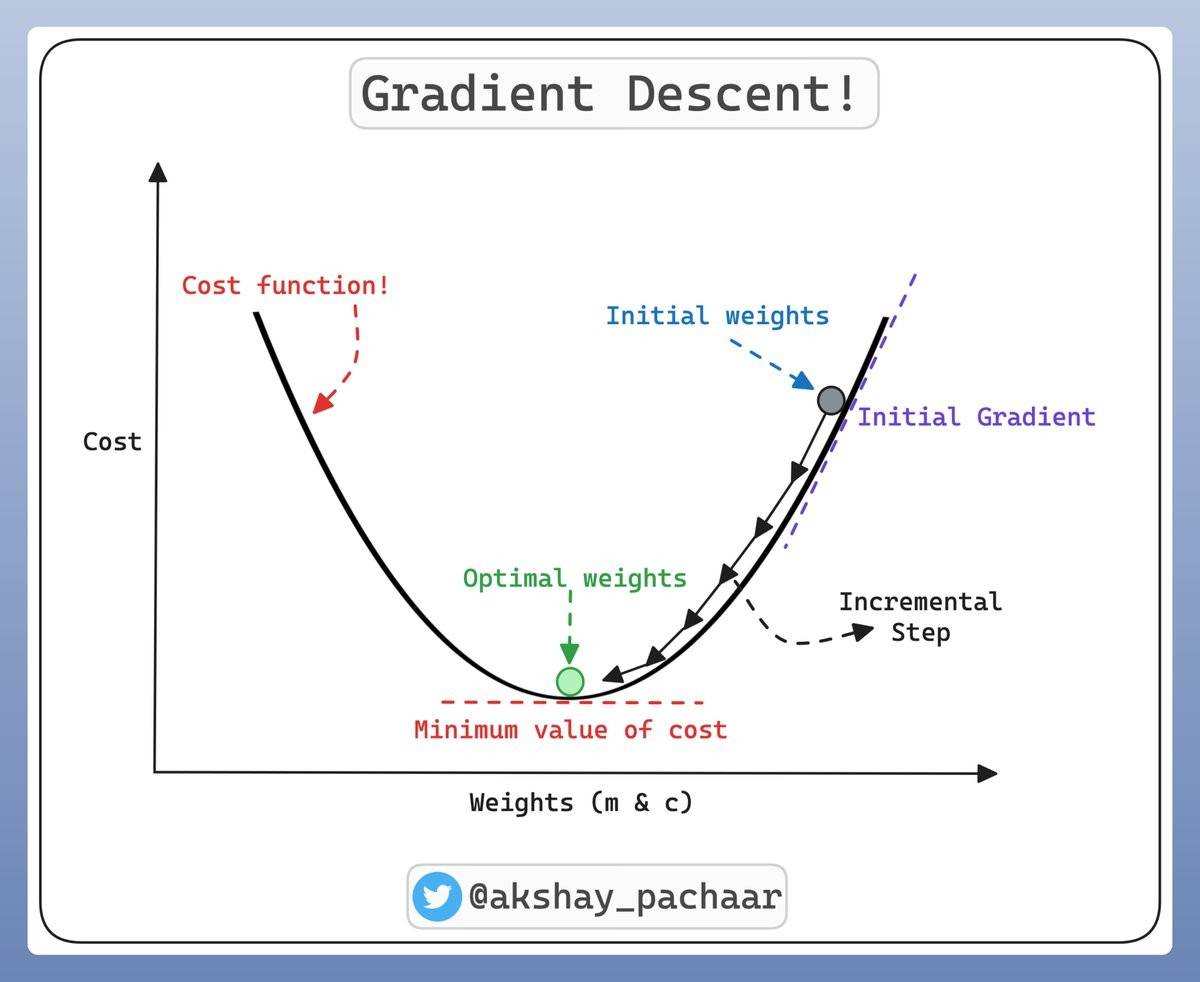 Gradient Descent!
Cost function!
Initial weights
Initial Gradient
Cost
Optimal weights
Incremental
Step
Minimum value of cost
Weights (m & c)
@akshay_pachaar